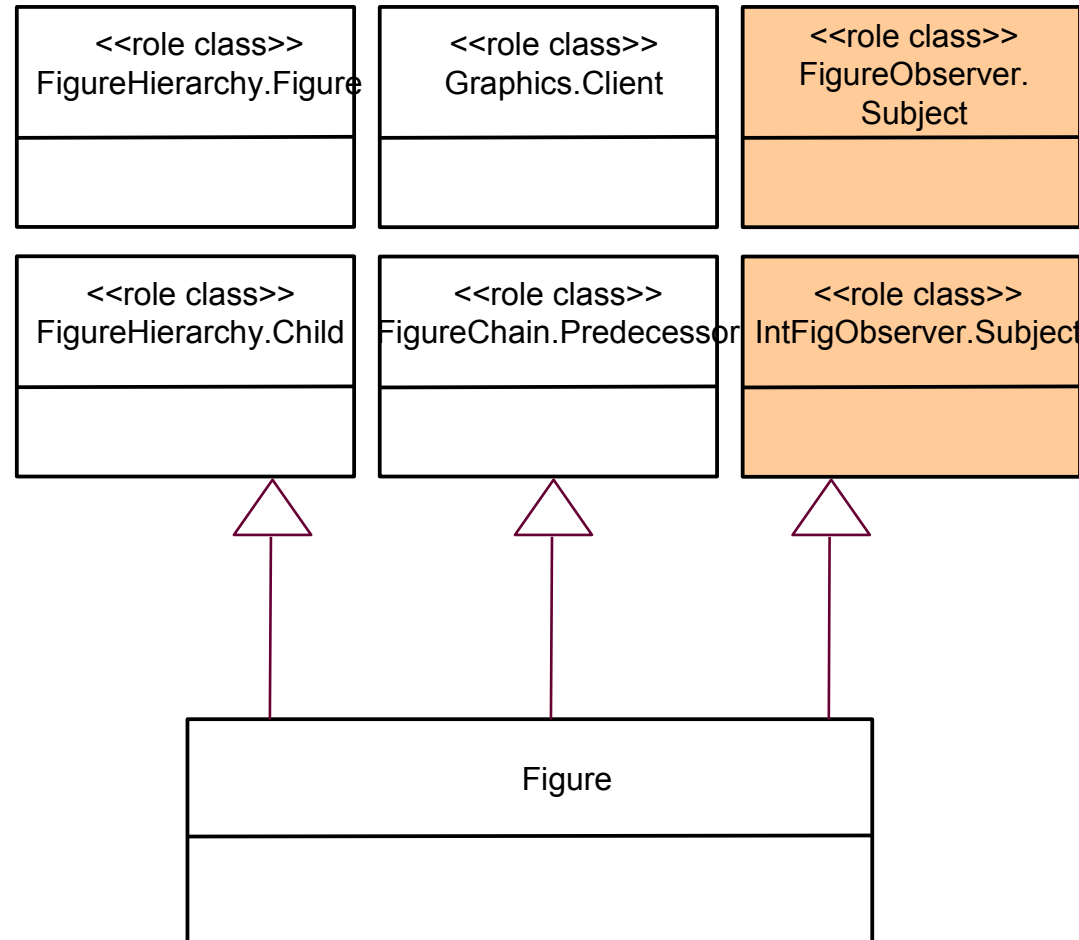 <<role class>>
FigureHierarchy.Figure
<<role class>>
Graphics.Client
<<role class>>
FigureObserver.
Subject
<<role class>>
FigureHierarchy.Child
<<role class>>
FigureChain.Predecessor
<<role class>>
IntFigObserver.Subject
Figure